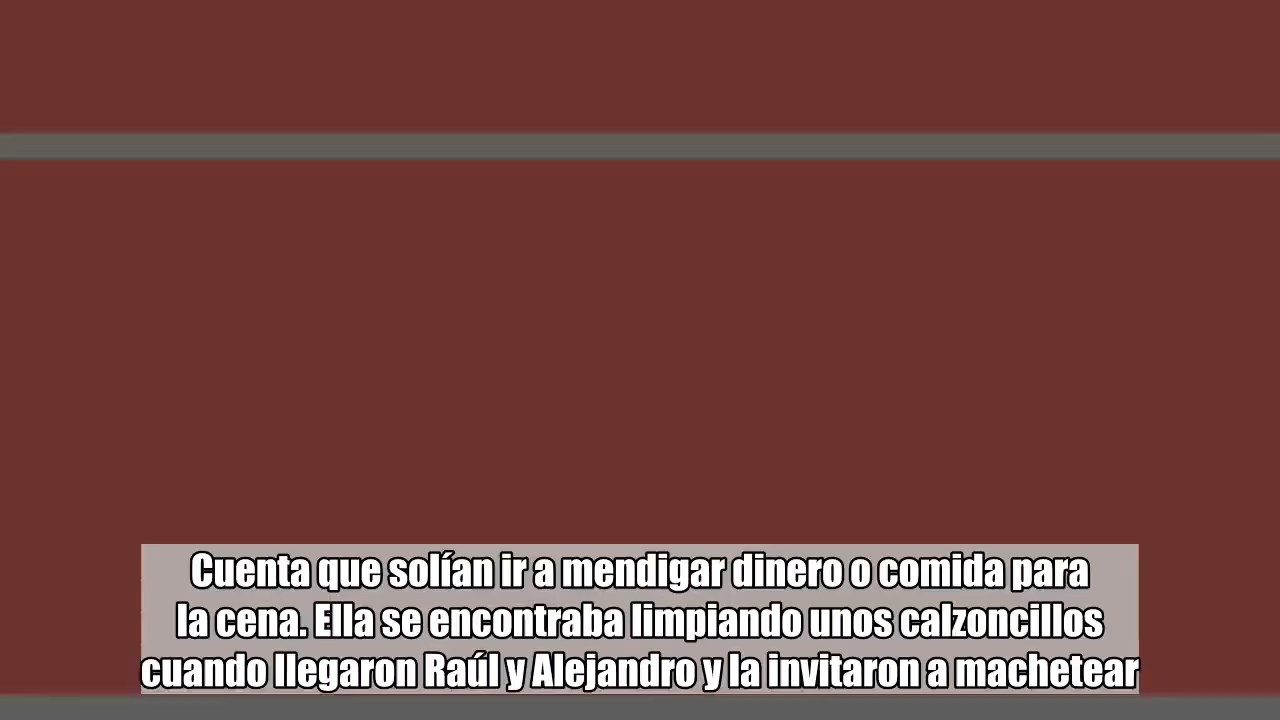 Cuenta que solían ir a mendigar dinero o comida para
la cena. Ella se encontraba limpiando unos calzoncillos
cuando llegaron Raúl y Alejandro y la invitaron a machetear